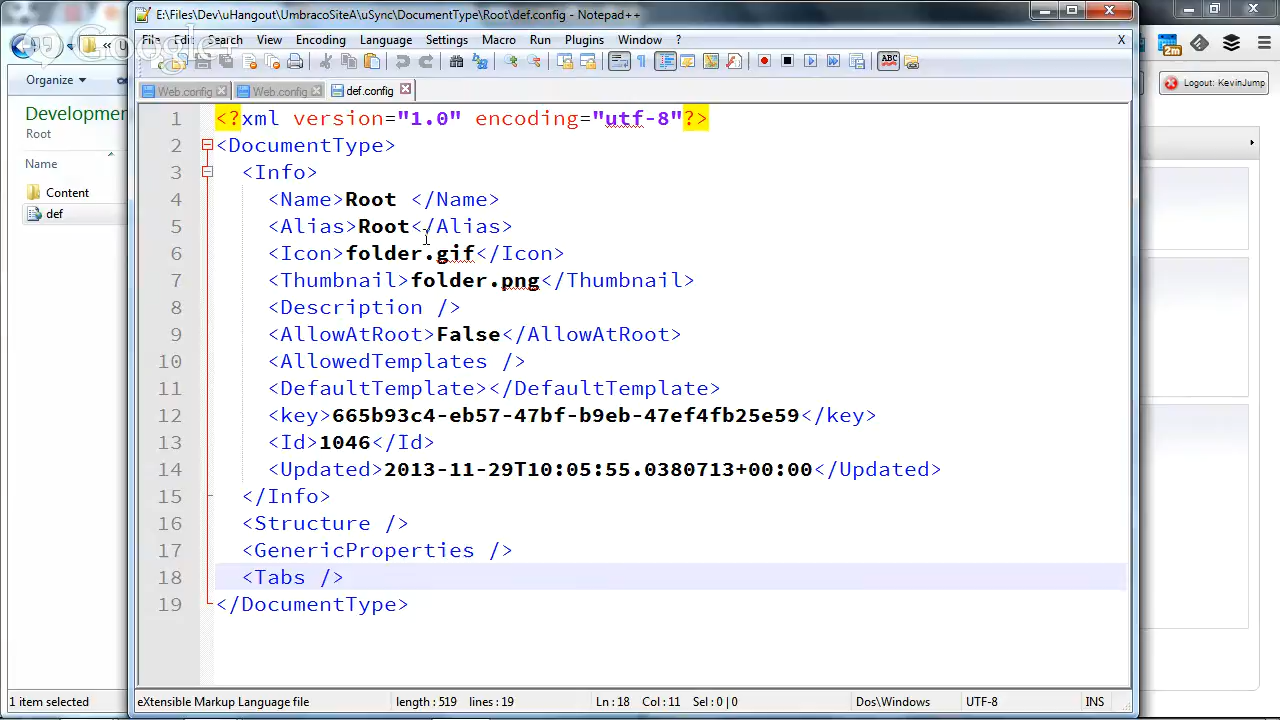 E:\Files\Dev\uHangout\UmbracoSiteA\uSync\DocumentType\Root\def.config - Notepad++
Search View Encoding Language Settings Macro Run Plugins Window ? X
Google+
Web.config Web.config def.config
Organize
Developmen
Root
Name
Content
def
1 item selected
1 <?xml version="1.0" encoding="utf-8"?>
2 <DocumentType>
3 <Info>
4 <Name>Root </Name>
5 <Alias>Root</Alias>
6 <Icon>folder.gif</Icon>
7 <Thumbnail>folder.png</Thumbnail>
8 <Description />
9 <AllowAtRoot>False</AllowAtRoot>
10 <AllowedTemplates />
11 <DefaultTemplate></DefaultTemplate>
12 <key>665b93c4-eb57-47bf-b9eb-47ef4fb25e59</key>
13 <Id>1046</Id>
14 <Updated>2013-11-29T10:05:55.0380713+00:00</Updated>
15 </Info>
16 <Structure />
17 <GenericProperties />
18 <Tabs />
19 </DocumentType>
eXtensible Markup Language file length : 519 lines : 19 Ln : 18 Col : 11 Sel : 0 | 0 Dos\Windows UTF-8 INS
2m
Logout: KevinJump